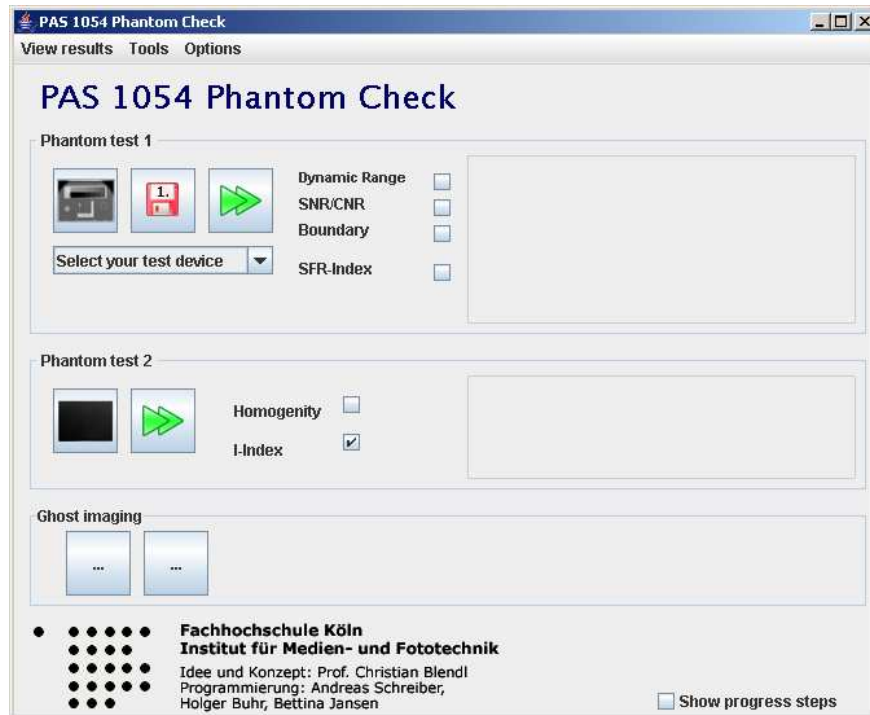 PAS 1054 Phantom Check
View results Tools Options
PAS 1054 Phantom Check
Phantom test 1
1.
Select your test device
Dynamic Range
SNR/CNR
Boundary
SFR-Index
Phantom test 2
Homogenity
I-Index
Ghost imaging
... ...
Fachhochschule Köln
Institut für Medien- und Fototechnik
Idee und Konzept: Prof. Christian Blendl
Programmierung: Andreas Schreiber,
Holger Buhr, Bettina Jansen
Show progress steps